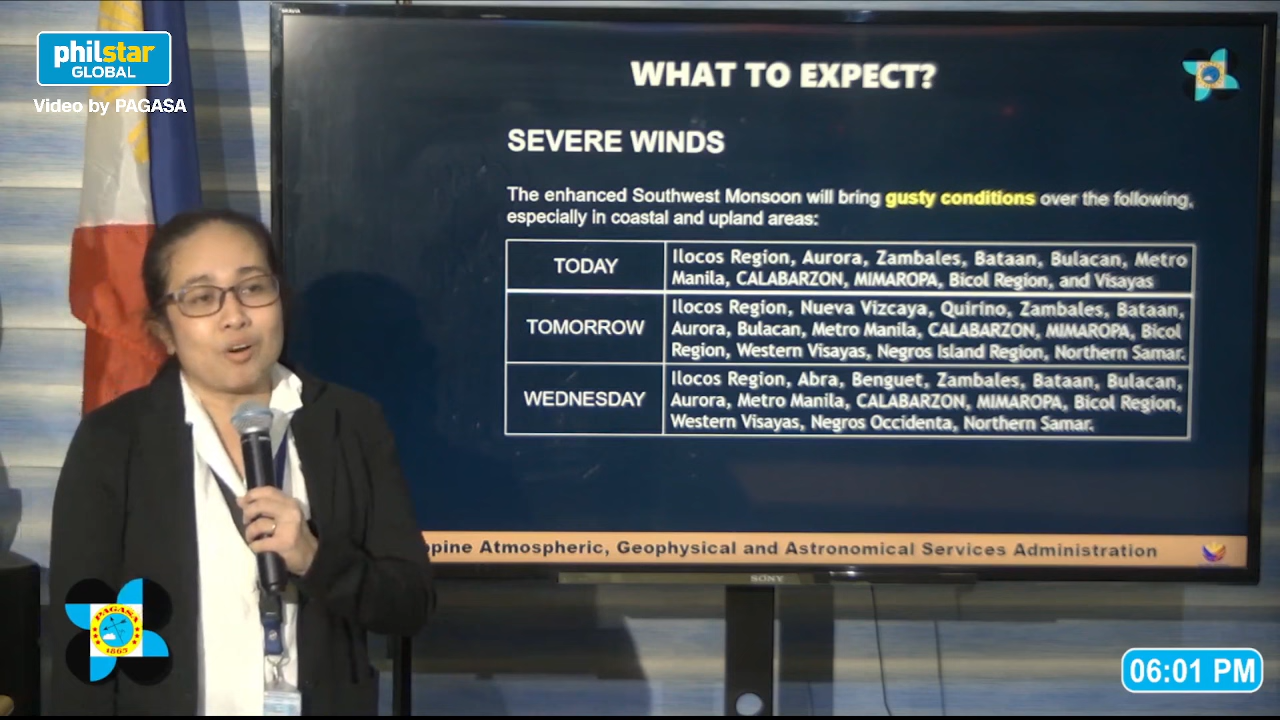 philstar
GLOBAL
Video by PAGASA
WHAT TO EXPECT?
SEVERE WINDS
The enhanced Southwest Monsoon will bring gusty conditions over the following,
especially in coastal and upland areas:
TODAY
Ilocos Region, Aurora, Zambales, Bataan, Bulacan, Metro
Manila, CALABARZON, MIMAROPA, Bicol Region, and Visayas
TOMORROW
Ilocos Region, Nueva Vizcaya, Quirino, Zambales, Bataan,
Aurora, Bulacan, Metro Manila, CALABARZON, MIMAROPA, Bicol
Region, Western Visayas, Negros Island Region, Northern Samar.
WEDNESDAY
Ilocos Region, Abra, Benguet, Zambales, Bataan, Bulacan,
Aurora, Metro Manila, CALABARZON, MIMAROPA, Bicol Region,
Western Visayas, Negros Occidenta, Northern Samar.
opine Atmospheric, Geophysical and Astronomical Services Administration
SONY
PAGASA
1865
06:01 PM